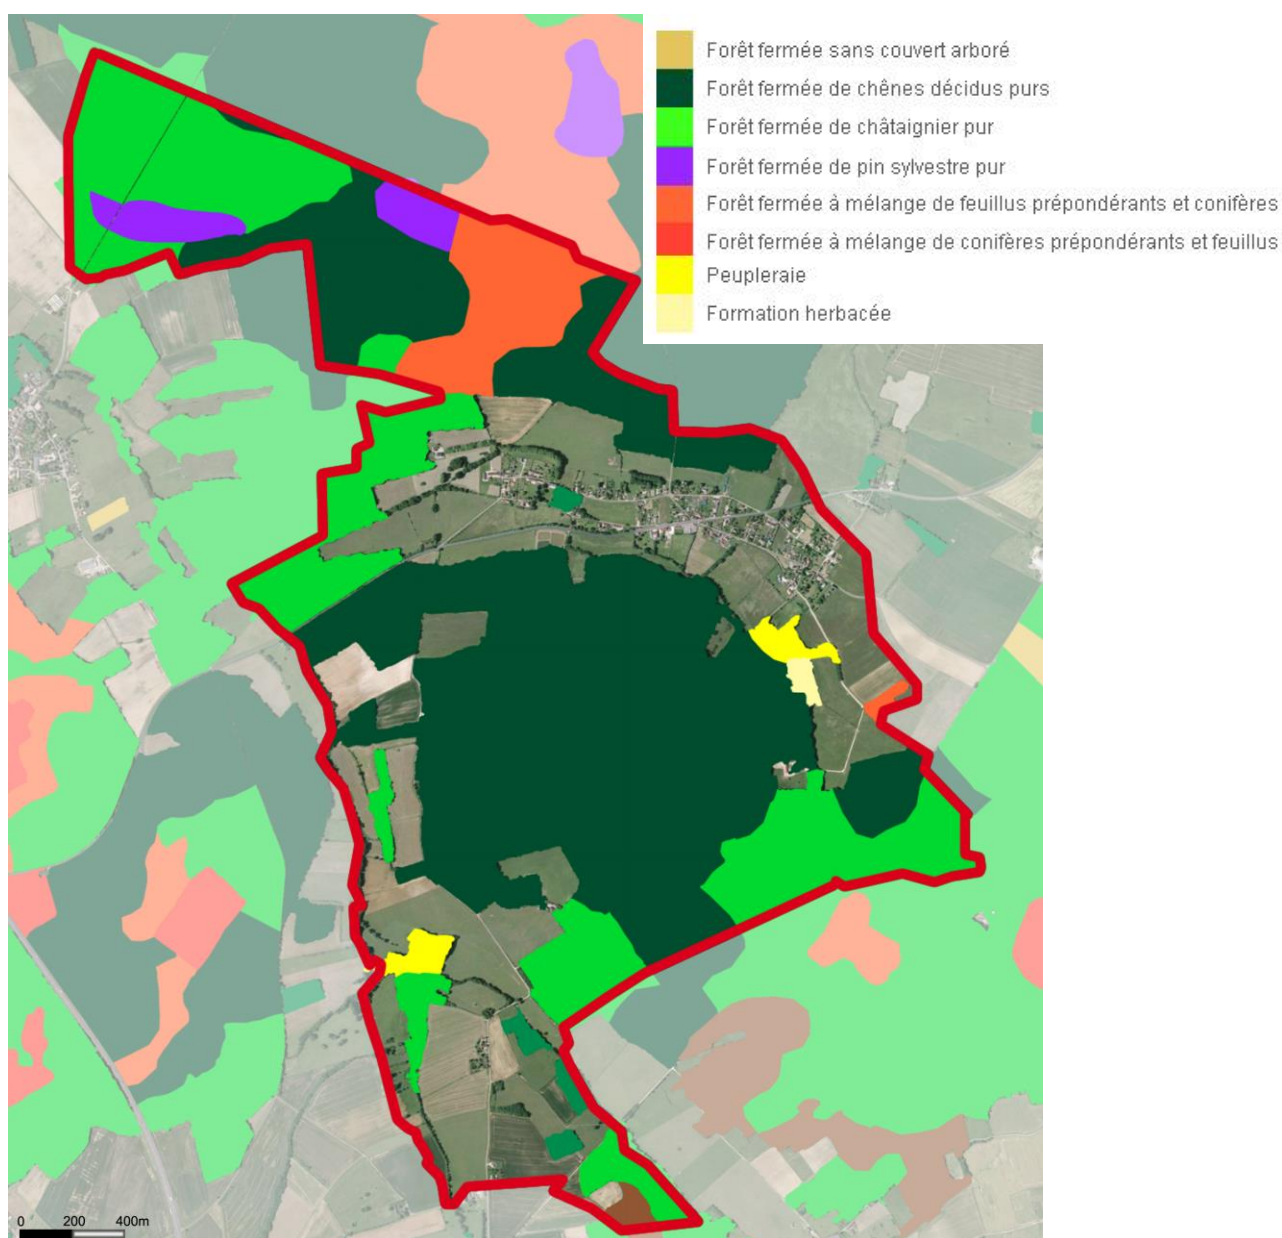 Forêt fermée sans couvert arboré
Forêt fermée de chênes décidus purs
Forêt fermée de châtaignier pur
Forêt fermée de pin sylvestre pur
Forêt fermée à mélange de feuillus prépondérants et conifères
Forêt fermée à mélange de conifères prépondérants et feuillus
Peupleraie
Formation herbacée
0 200 400m